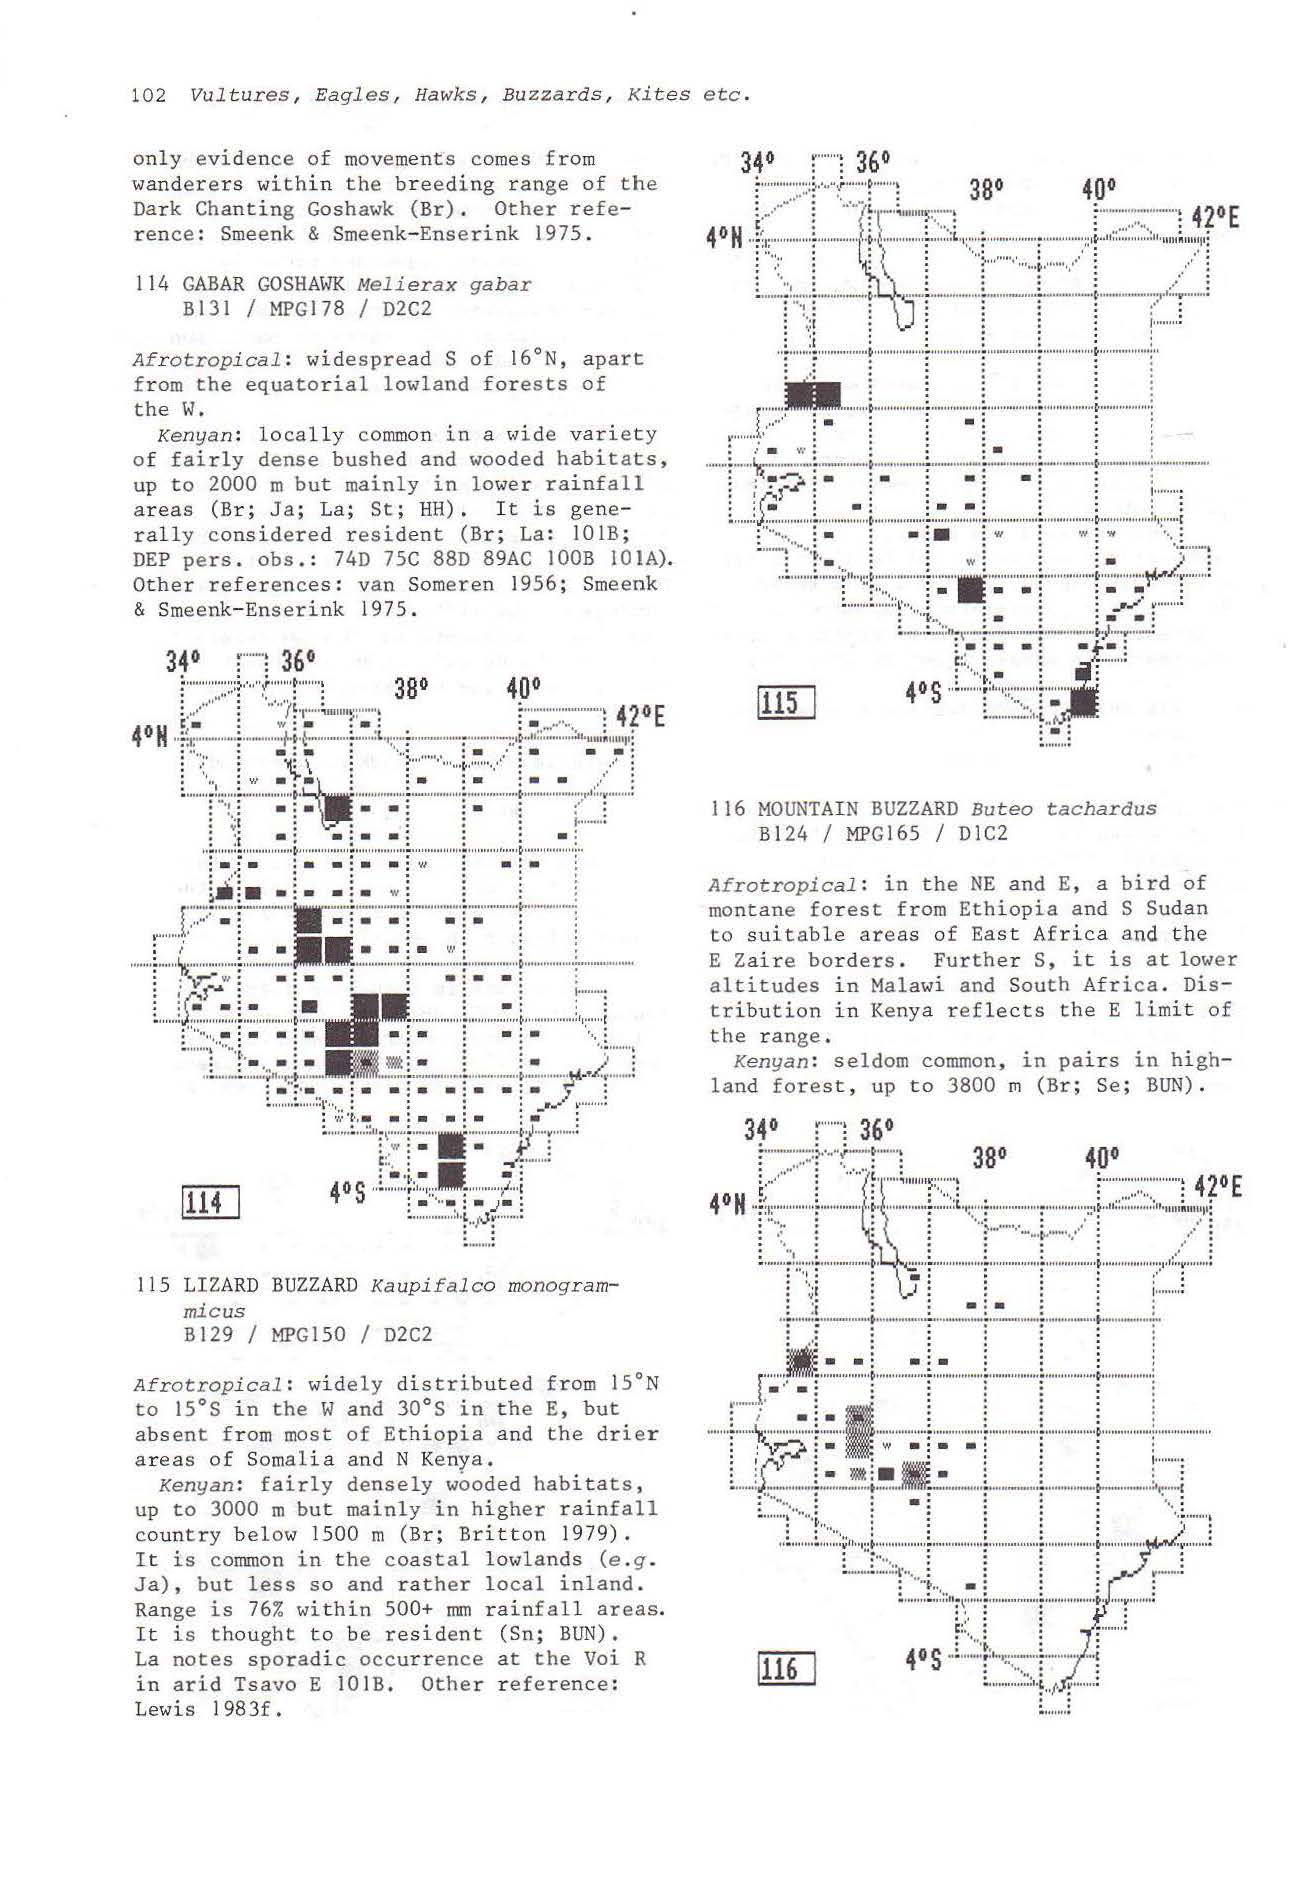 102 Vultures, Eagles, Hawks, Buzzards, Kites etc.
only evidence of movements comes from
wanderers within the breeding range of the
Dark Chanting Goshawk (Br). Other refe-
rence: Smeenk & Smeenk-Enserink 1975.
114 GABAR GOSHAWK Melierax gabar
B131 / MPG178 / D2C2
Afrotropical: widespread S of 16°N, apart
from the equatorial lowland forests of
the W.
Kenyan: locally common in a wide variety
of fairly dense bushed and wooded habitats,
up to 2000 m but mainly in lower rainfall
areas (Br; Ja; La; St; HH). It is gene-
rally considered resident (Br; La: 101B;
DEP pers. obs.: 74D 75C 88D 89AC 100B 101A).
Other references: van Someren 1956; Smeenk
& Smeenk-Enserink 1975.
34° 36°
38° 40°
42°E
4°N
4°S
114
115 LIZARD BUZZARD Kaupifalco monogram-
micus
B129 / MPG150 / D2C2
Afrotropical: widely distributed from 15°N
to 15°S in the W and 30°S in the E, but
absent from most of Ethiopia and the drier
areas of Somalia and N Kenya.
Kenyan: fairly densely wooded habitats,
up to 3000 m but mainly in higher rainfall
country below 1500 m (Br; Britton 1979).
It is common in the coastal lowlands (e.g.
Ja), but less so and rather local inland.
Range is 76% within 500+ mm rainfall areas.
It is thought to be resident (Sn; BUN).
La notes sporadic occurrence at the Voi R
in arid Tsavo E 101B. Other reference:
Lewis 1983f.
34° 36°
38° 40°
42°E
4°N
4°S
115
116 MOUNTAIN BUZZARD Buteo tachardus
B124 / MPG165 / D1C2
Afrotropical: in the NE and E, a bird of
montane forest from Ethiopia and S Sudan
to suitable areas of East Africa and the
E Zaire borders. Further S, it is at lower
altitudes in Malawi and South Africa. Dis-
tribution in Kenya reflects the E limit of
the range.
Kenyan: seldom common, in pairs in high-
land forest, up to 3800 m (Br; Se; BUN).
34° 36°
38° 40°
42°E
4°N
4°S
116